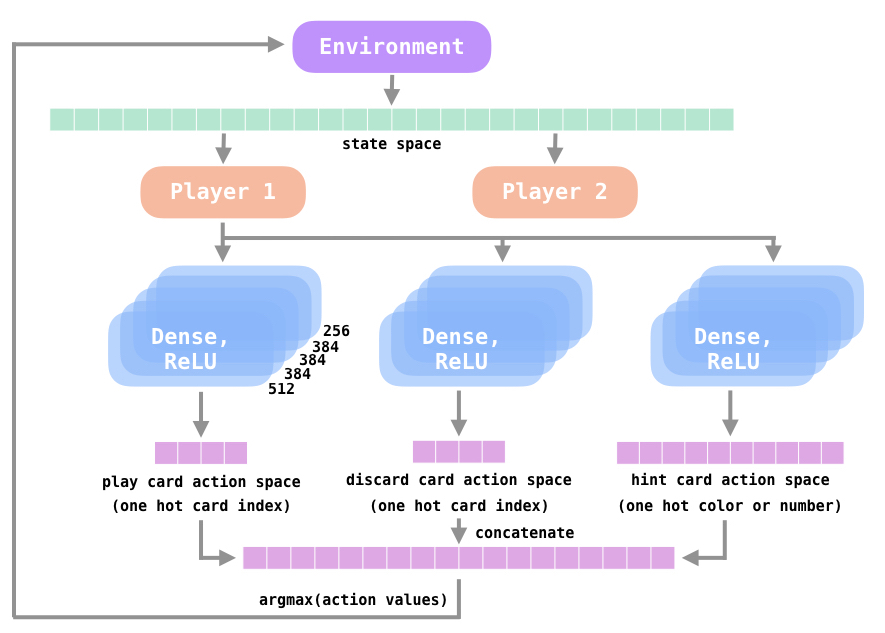 Environment
state space
Player 1
Player 2
Dense,
ReLU
256
384
384
384
512
Dense,
ReLU
Dense,
ReLU
play card action space
(one hot card index)
discard card action space
(one hot card index)
hint card action space
(one hot color or number)
concatenate
argmax(action values)